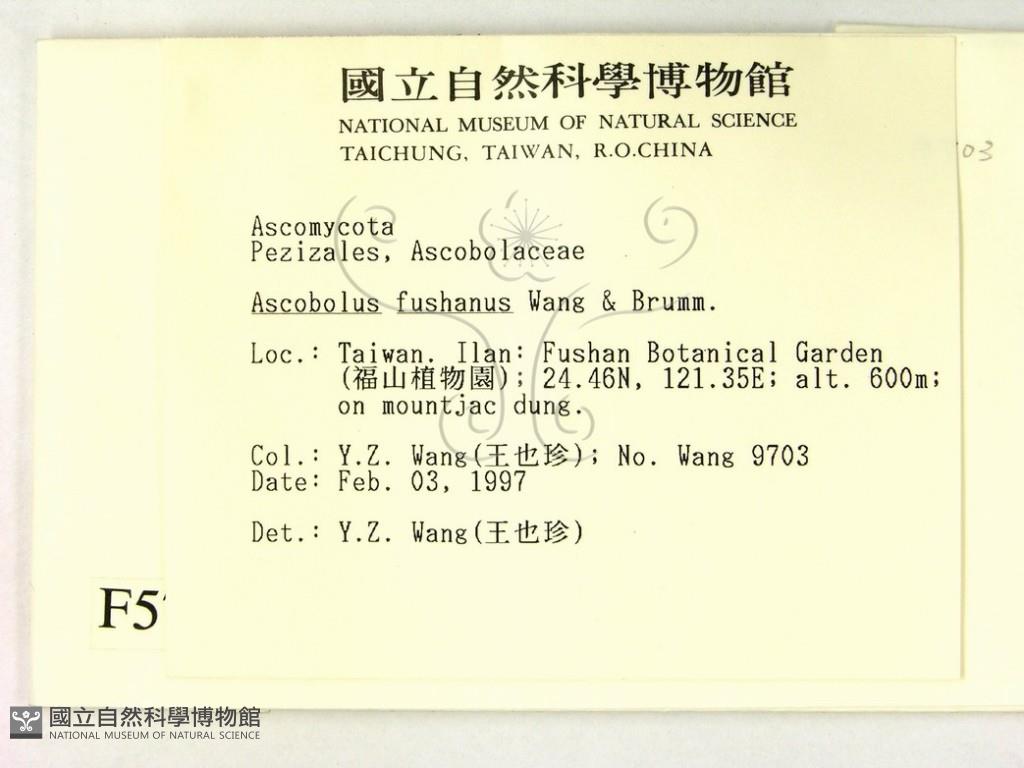 國立自然科學博物館
NATIONAL MUSEUM OF NATURAL SCIENCE
TAICHUNG, TAIWAN, R.O.CHINA
03
Ascomycota
Pezizales, Ascobolaceae
Ascobolus fushanus Wang & Brumm.
Loc.: Taiwan. Ilan: Fushan Botanical Garden
(福山植物園); 24.46N, 121.35E; alt. 600m;
on mountjac dung.
Col.: Y.Z. Wang(王也珍); No. Wang 9703
Date: Feb. 03, 1997
Det.: Y.Z. Wang(王也珍)
F5
國立自然科學博物館
NATIONAL MUSEUM OF NATURAL SCIENCE